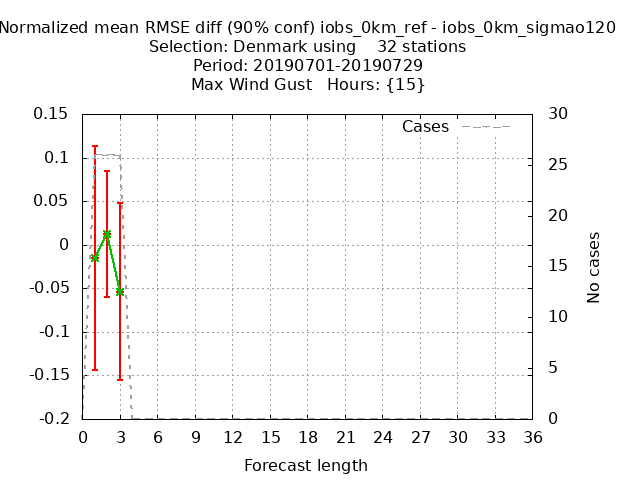 Normalized mean RMSE diff (90% conf) iobs_0km_ref - iobs_0km_sigmao120
Selection: Denmark using 32 stations
Period: 20190701-20190729
Max Wind Gust Hours: {15}
Cases
0.15
0.1
0.05
0
-0.05
-0.1
-0.15
-0.2
30
25
20
15
10
5
0
No cases
0 3 6 9 12 15 18 21 24 27 30 33 36
Forecast length